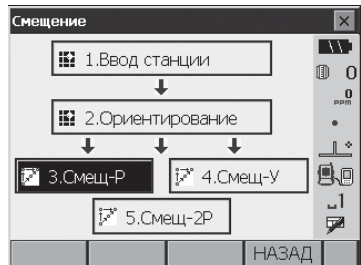 Смещение
1.Ввод станции
0
0
ppm
2.Ориентирование
3.Смещ-Р
4.Смещ-У
1
5.Смещ-2Р
НАЗАД